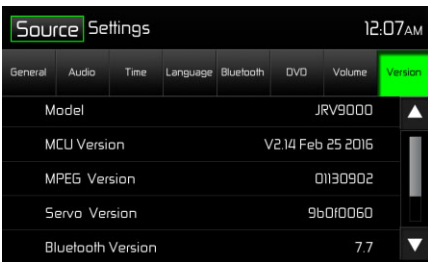 Source Settings 12:07AM
General Audio Time Language Bluetooth DVD Volume Version
Model JRV9000
MCU Version V2.14 Feb 25 2016
MPEG Version 01130902
Servo Version 9b0f0060
Bluetooth Version 7.7